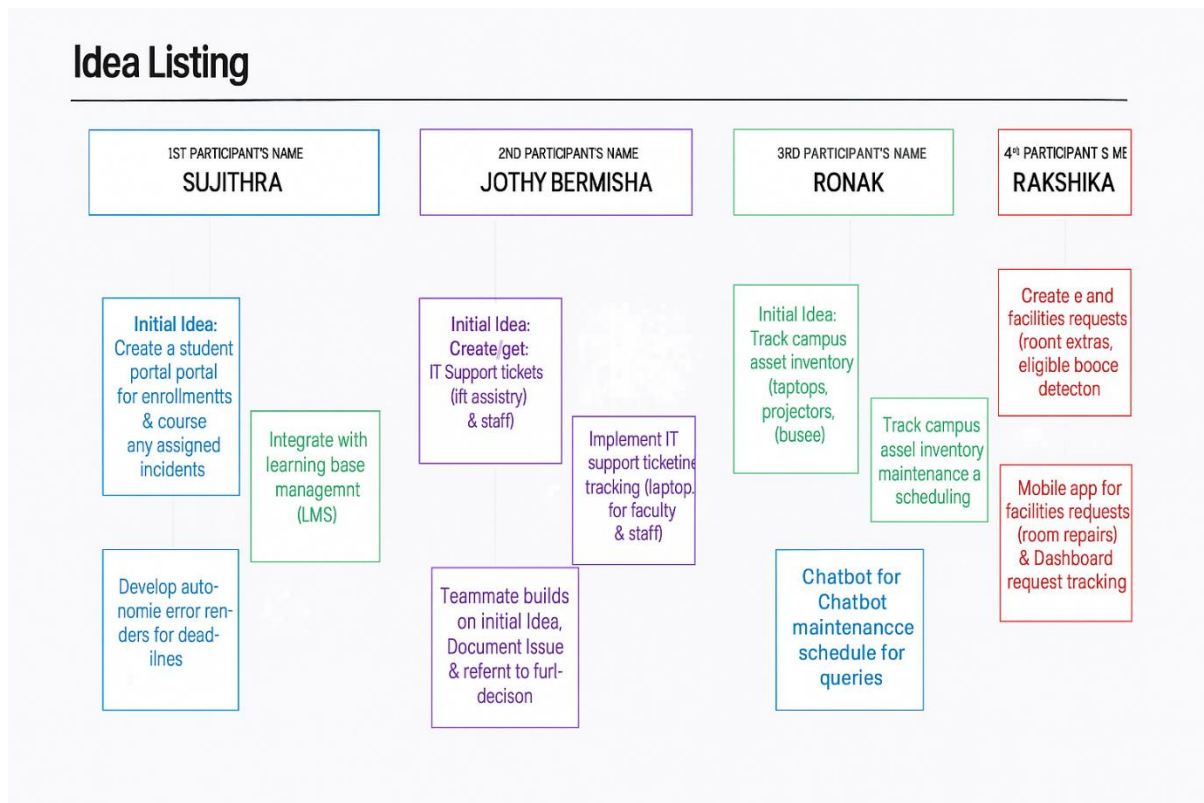 Idea Listing
1ST PARTICIPANT'S NAME
SUJITHRA
2ND PARTICIPANT'S NAME
JOTHY BERMISHA
3RD PARTICIPANT'S NAME
RONAK
4th PARTICIPANT S ME
RAKSHIKA
Initial Idea:
Create a student
portal portal
for enrollmentts
& course
any assigned
incidents
Integrate with
learning base
managemnt
(LMS)
Develop auto-
nomie error ren-
ders for dead-
ilnes
Initial Idea:
Create/get:
IT Support tickets
(ift assistry)
& staff)
Implement IT
support ticketine
tracking (laptop.
for faculty
& staff)
Teammate builds
on initial Idea,
Document Issue
& refernt to furl-
decison
Initial Idea:
Track campus
asset inventory
(taptops,
projectors,
(busee)
Track campus
asset inventory
maintenance a
scheduling
Chatbot for
Chatbot
maintenancce
schedule for
queries
Create e and
facilities requests
(roont extras,
eligible booce
detecton
Mobile app for
facilities requests
(room repairs)
& Dashboard
request tracking